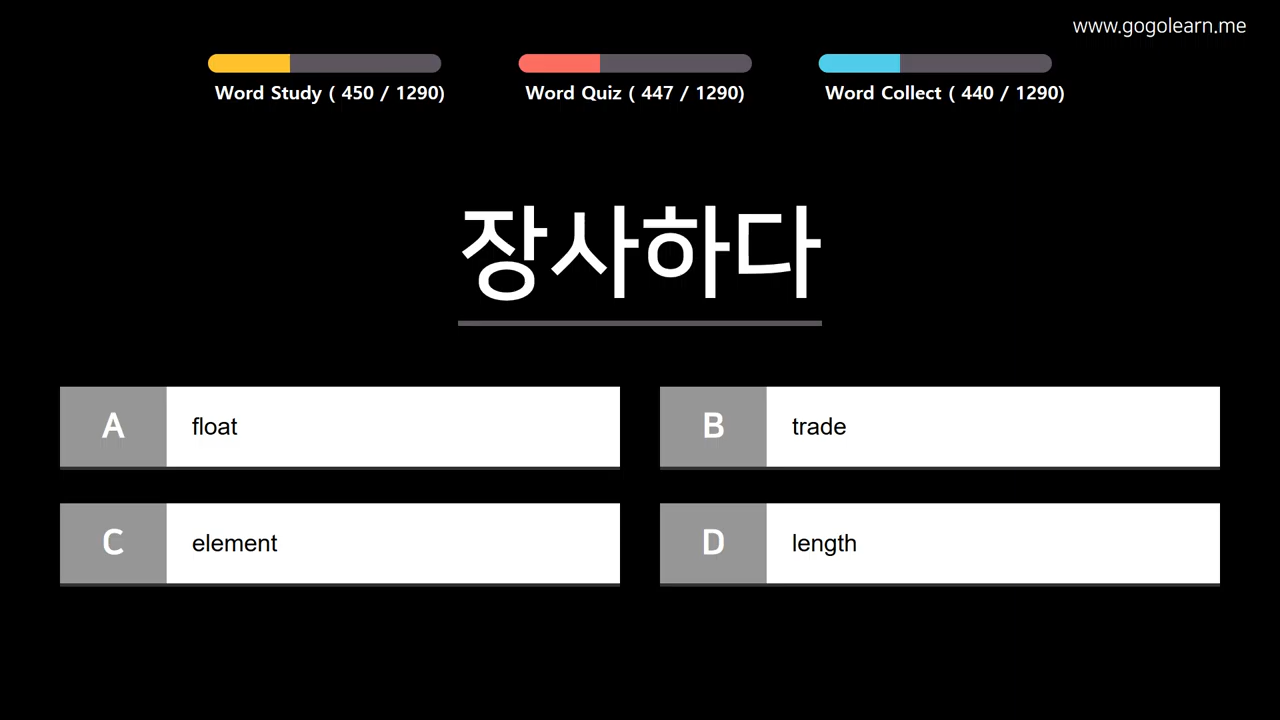 www.gogolearn.me
Word Study ( 450 / 1290)
Word Quiz ( 447 / 1290)
Word Collect ( 440 / 1290)
장사하다
A float
B trade
C element
D length